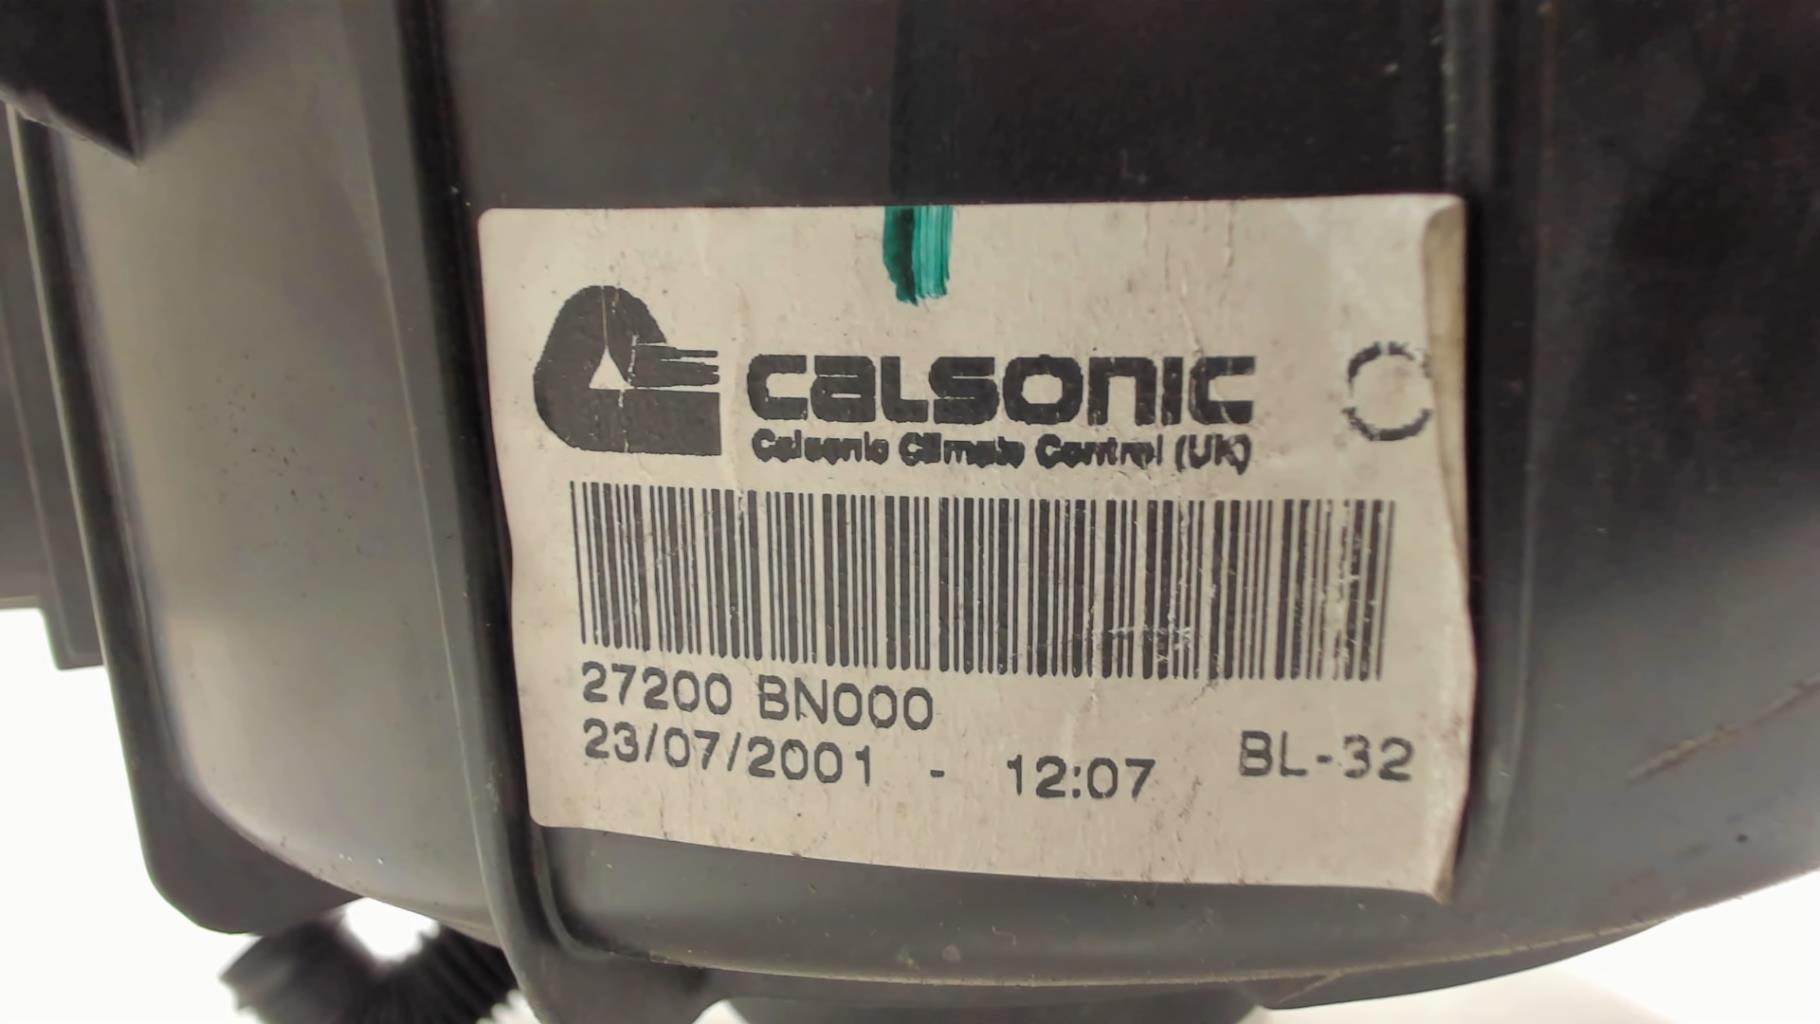 CALSONIC
Calsonic Climate Control (UK)
27200 BN000
23/07/2001 - 12:07 BL-32